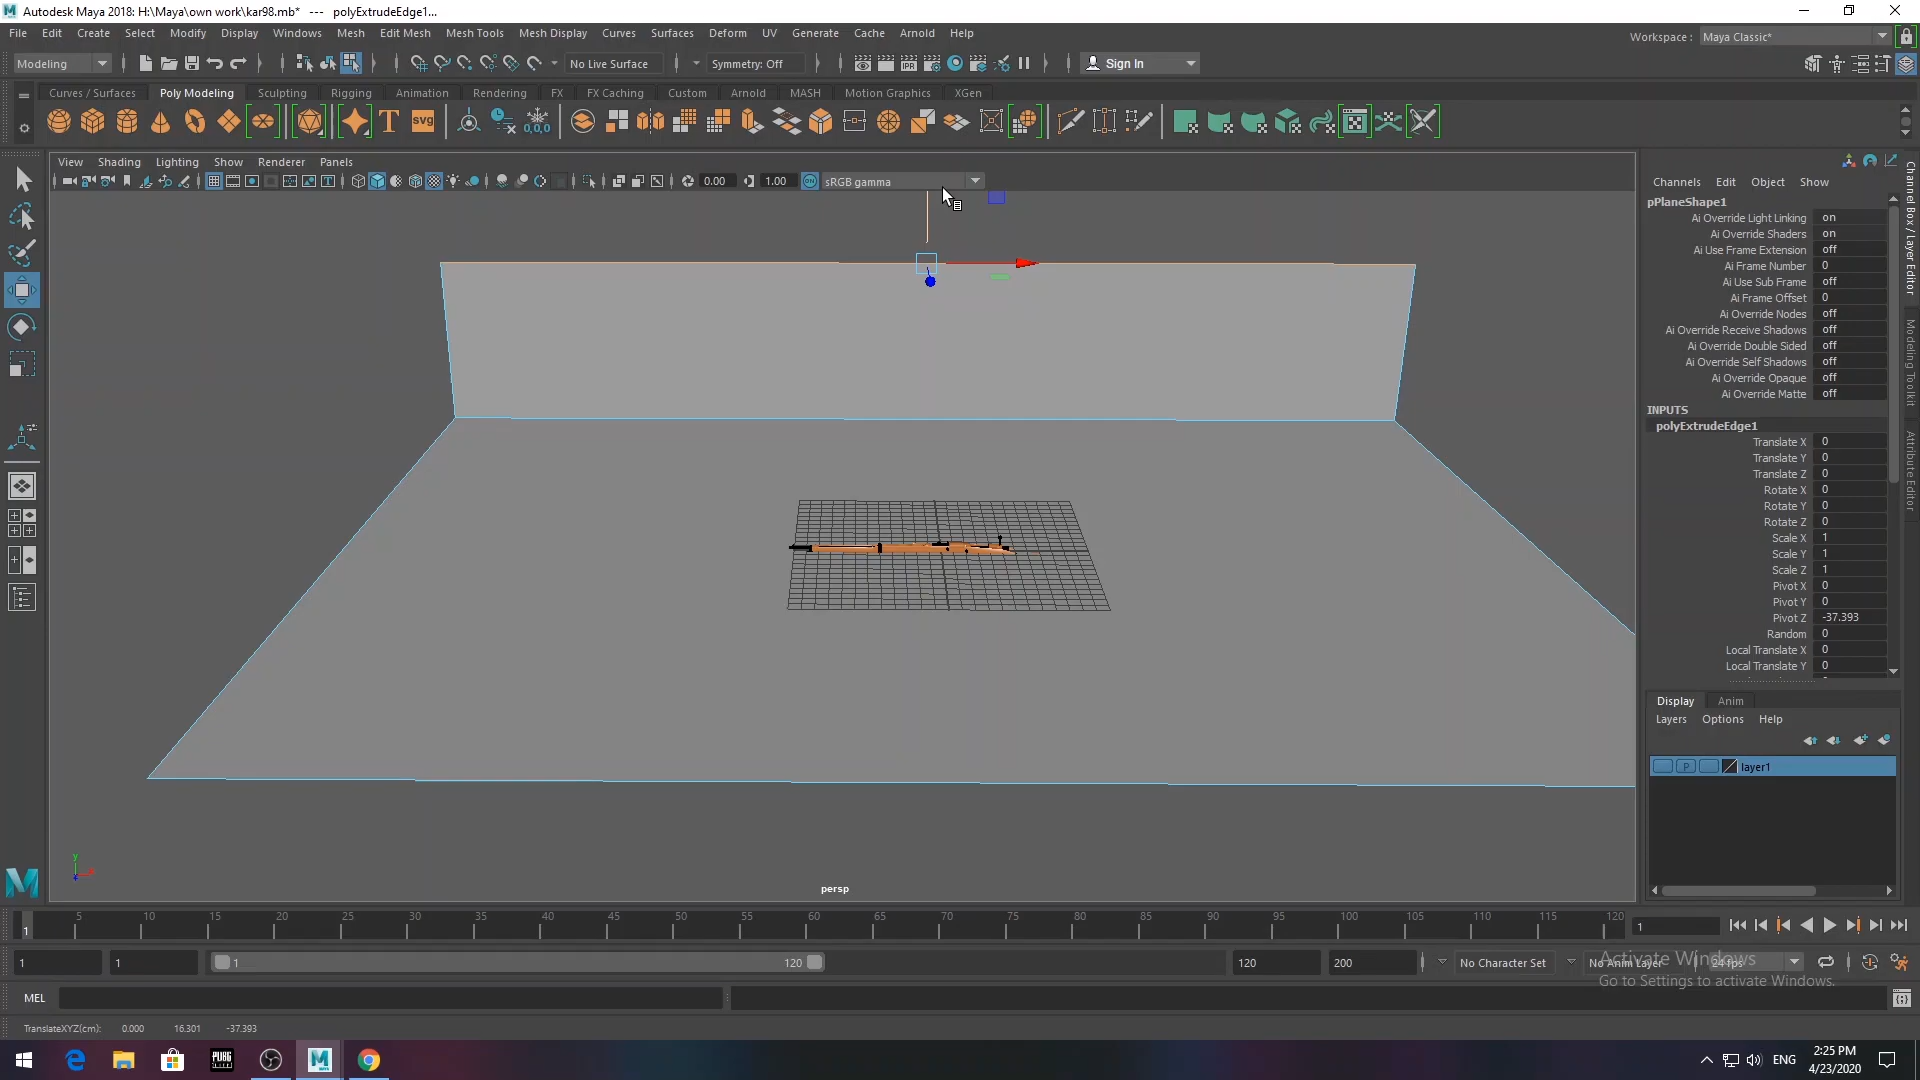 Autodesk Maya 2018: H:\Maya\own work\kar98.mb*   ---   polyExtrudeEdge1...
File Edit Create Select Modify Display Windows Mesh Edit Mesh Mesh Tools Mesh Display Curves Surfaces Deform UV Generate Cache Arnold Help
Workspace : Maya Classic*
Modeling
No Live Surface
Symmetry: Off
Sign In
Curves / Surfaces Poly Modeling Sculpting Rigging Animation Rendering FX FX Caching Custom Arnold MASH Motion Graphics XGen
View Shading Lighting Show Renderer Panels
0.00 1.00 sRGB gamma
Channels Edit Object Show
pPlaneShape1
Ai Override Light Linking on
Ai Override Shaders on
Ai Use Frame Extension off
Ai Frame Number 0
Ai Use Sub Frame off
Ai Frame Offset 0
Ai Override Nodes off
Ai Override Receive Shadows off
Ai Override Double Sided off
Ai Override Self Shadows off
Ai Override Opaque off
Ai Override Matte off
INPUTS
polyExtrudeEdge1
Translate X 0
Translate Y 0
Translate Z 0
Rotate X 0
Rotate Y 0
Rotate Z 0
Scale X 1
Scale Y 1
Scale Z 1
Pivot X 0
Pivot Y 0
Pivot Z -37.393
Random 0
Local Translate X 0
Local Translate Y 0
Channel Box / Layer Editor
Modeling Toolkit
Attribute Editor
Display Anim
Layers Options Help
P layer1
persp
5 10 15 20 25 30 35 40 45 50 55 60 65 70 75 80 85 90 95 100 105 110 115 120
1
1
1 1 1 120 120 200 No Character Set No Anim Layer 24 fps
Activate Windows
Go to Settings to activate Windows.
MEL
TranslateXYZ(cm): 0.000 16.301 -37.393
ENG
2:25 PM
4/23/2020